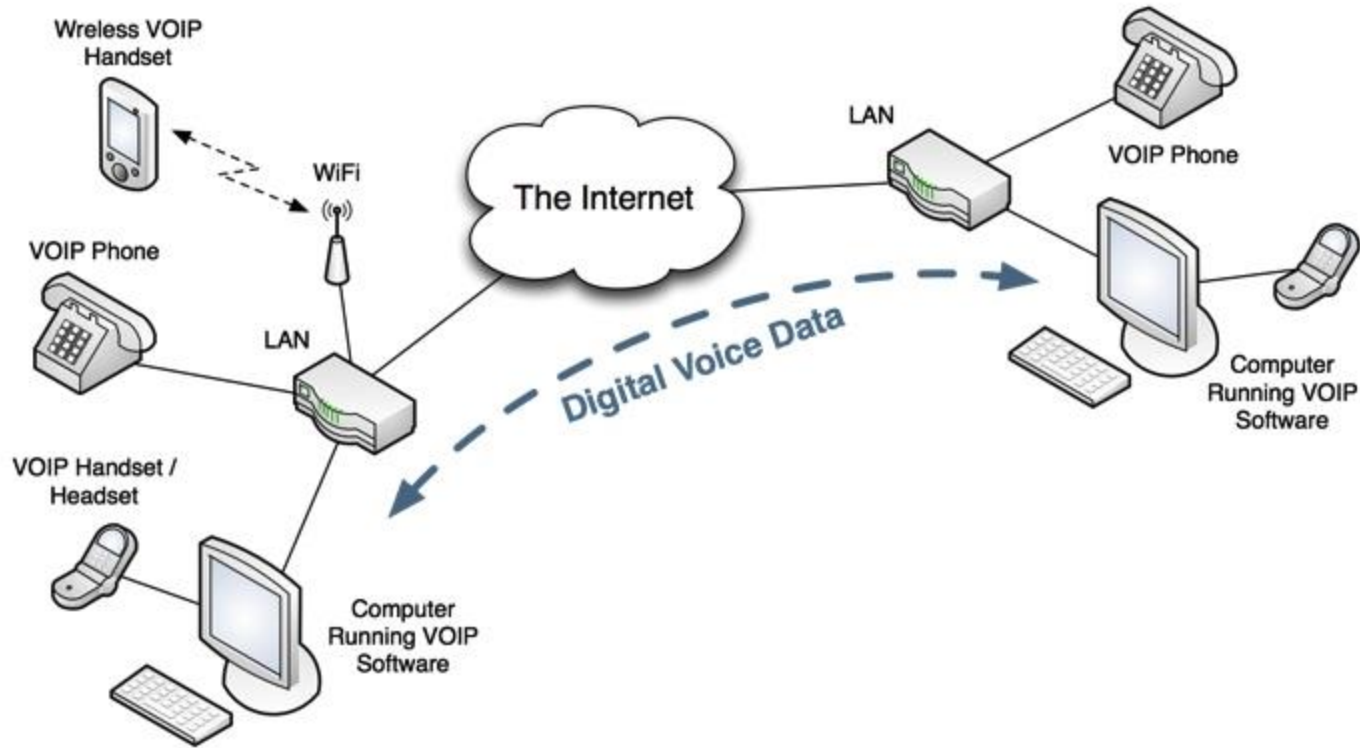 Wreless VOIP
Handset
WiFi
VOIP Phone
LAN
VOIP Handset /
Headset
Computer
Running VOIP
Software
The Internet
Digital Voice Data
LAN
VOIP Phone
Computer
Running VOIP
Software